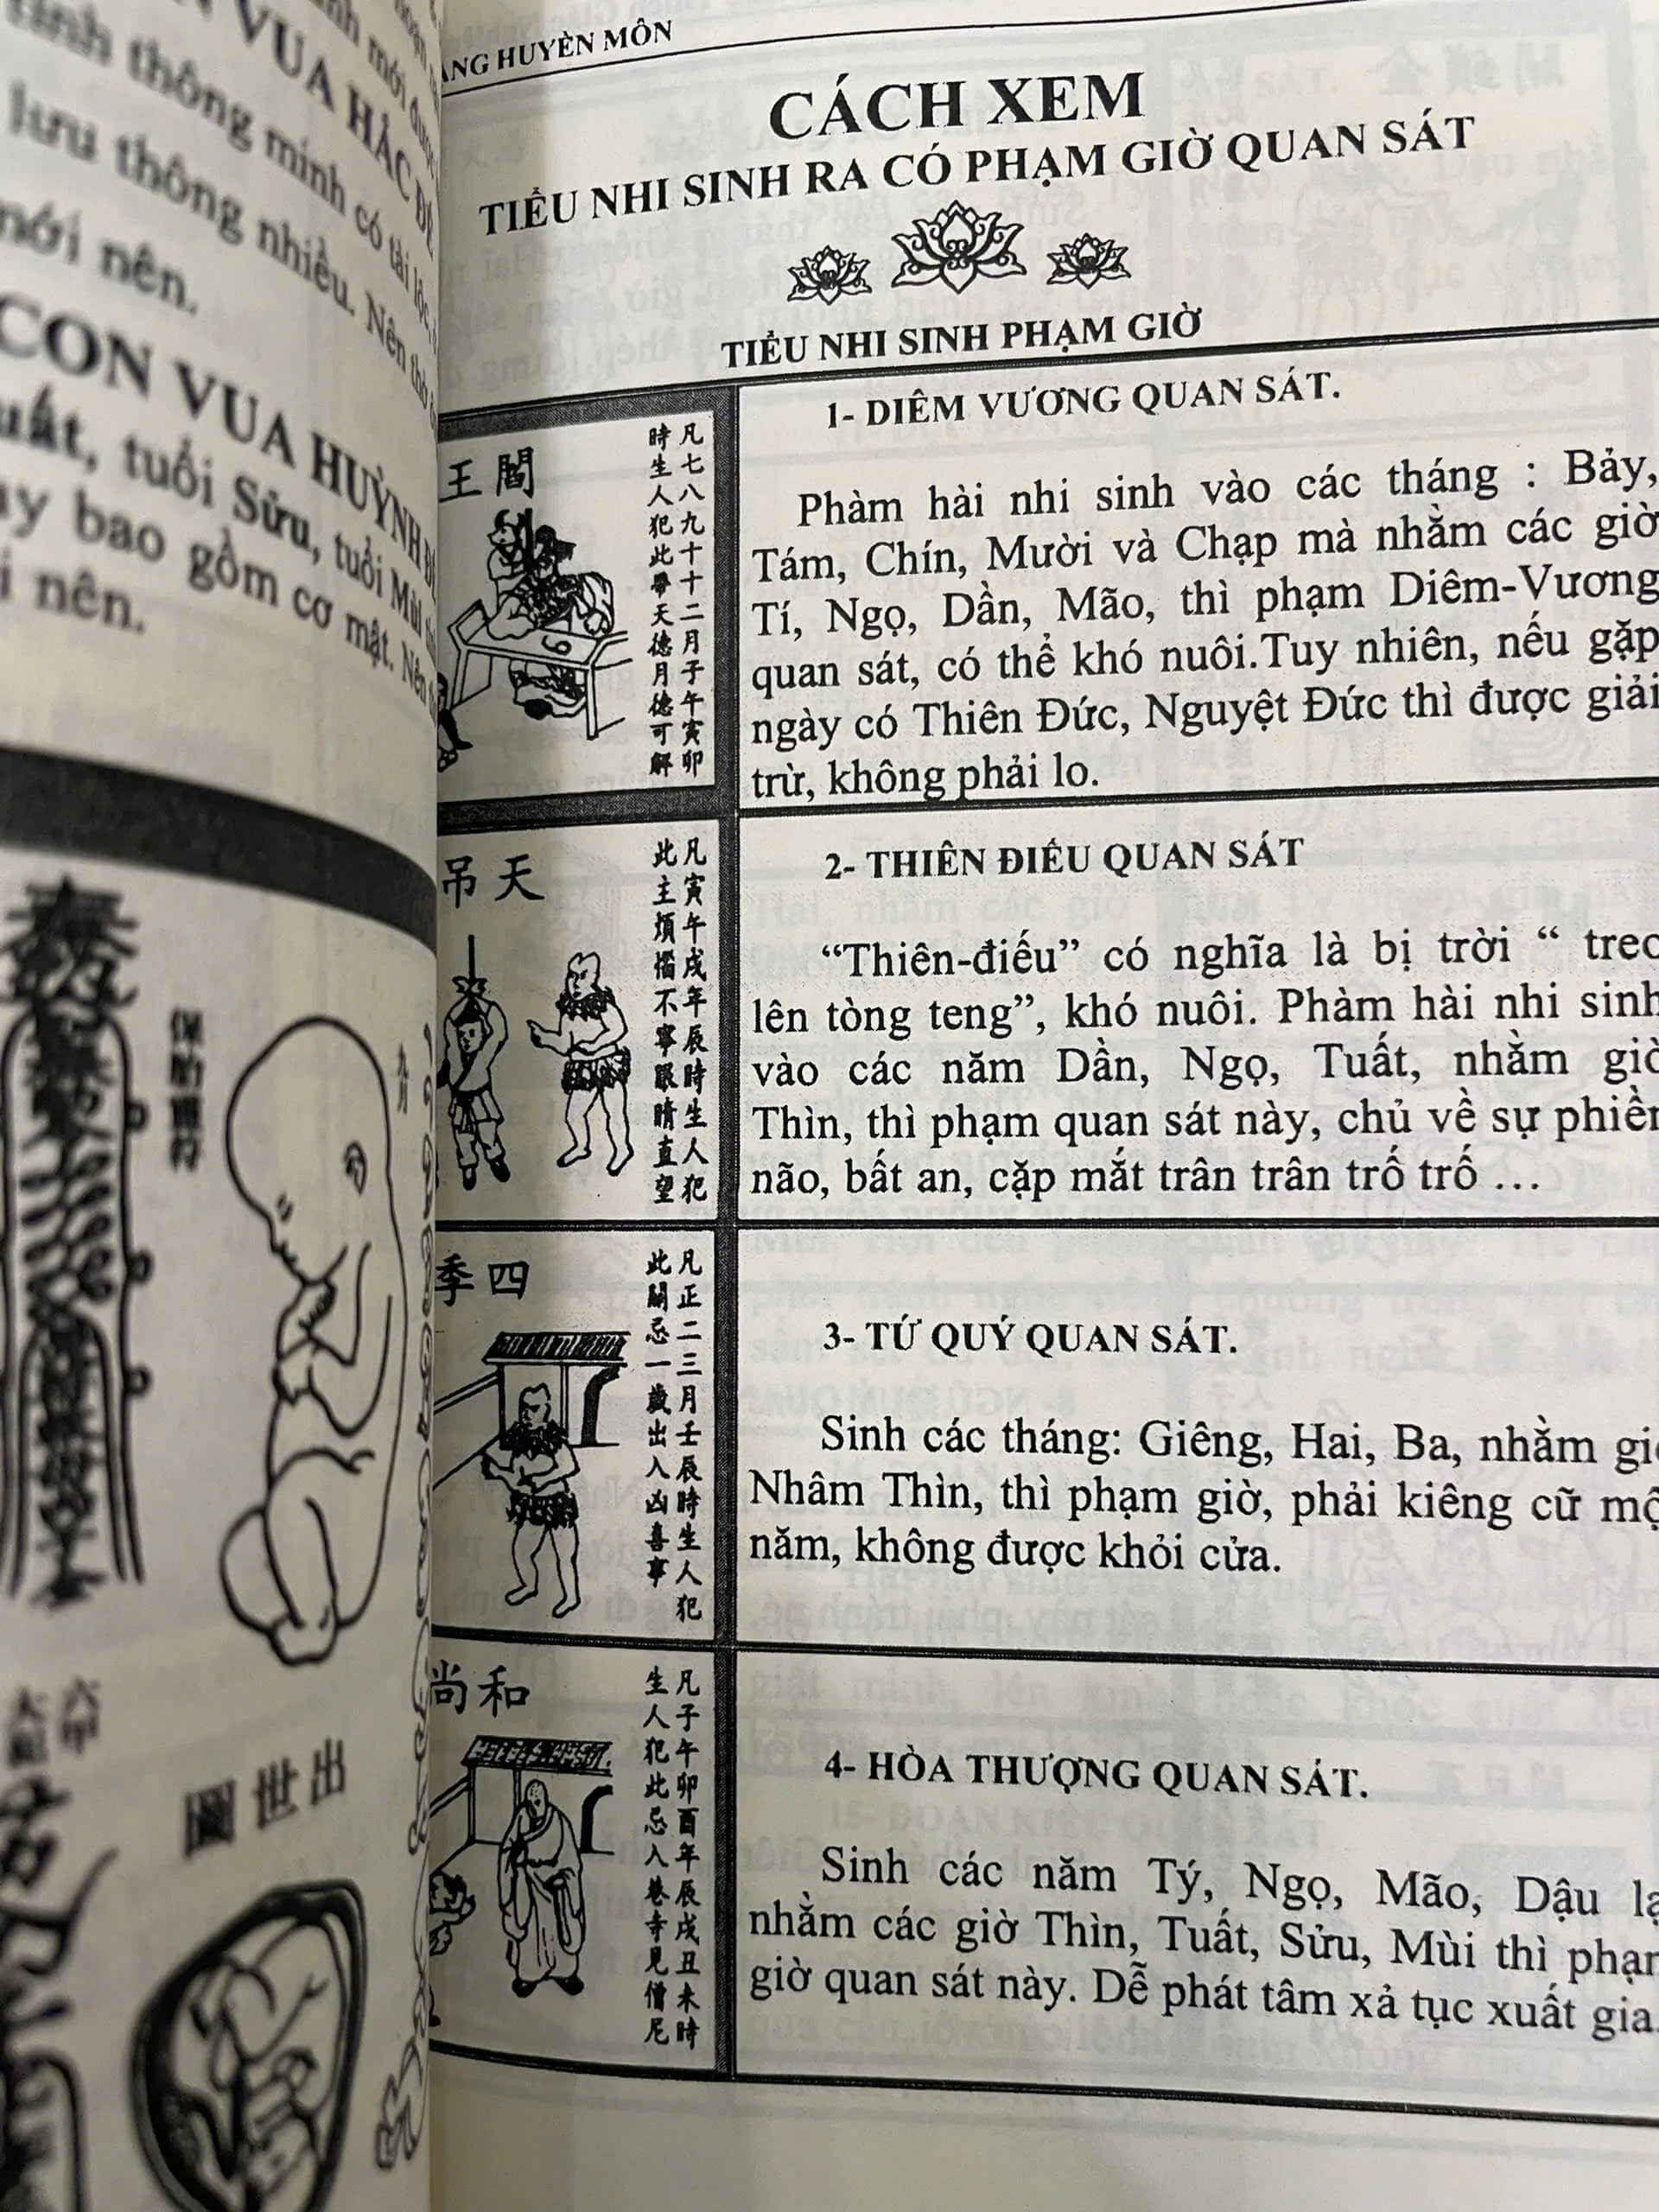 HUYỀN MÔN
CÁCH XEM
TIỂU NHI SINH RA CÓ PHẠM GIỜ QUAN SÁT
TIỂU NHI SINH PHẠM GIỜ
閻王
凡七八九十十二月子午寅卯
時生人犯此帶天德月德可解
1- DIÊM VƯƠNG QUAN SÁT.
Phàm hài nhi sinh vào các tháng : Bảy,
Tám, Chín, Mười và Chạp mà nhằm các giờ
Tí, Ngọ, Dần, Mão, thì phạm Diêm-Vương
quan sát, có thể khó nuôi.Tuy nhiên, nếu gặp
ngày có Thiên Đức, Nguyệt Đức thì được giải
trừ, không phải lo.
天吊
凡寅午戌年辰時生人犯
此主煩惱不寧眼睛直望
2- THIÊN ĐIẾU QUAN SÁT
“Thiên-điếu” có nghĩa là bị trời “ treo
lên tòng teng”, khó nuôi. Phàm hài nhi sinh
vào các năm Dần, Ngọ, Tuất, nhằm giờ
Thìn, thì phạm quan sát này, chủ về sự phiền
não, bất an, cặp mắt trân trân trố trố ...
四季
凡正二三月壬辰時生人犯
此關忌一歲出入凶喜事
3- TỨ QUÝ QUAN SÁT.
Sinh các tháng: Giêng, Hai, Ba, nhằm
Nhâm Thìn, thì phạm giờ, phải kiêng cữ
năm, không được khỏi cửa.
和尚
凡子午卯酉年辰戌丑未時
生人犯此忌入巷寺見僧尼
4- HÒA THƯỢNG QUAN SÁT.
Sinh các năm Tý, Ngọ, Mão, Dậu
nhằm các giờ Thìn, Tuất, Sửu, Mùi thì
giờ quan sát này. Dễ phát tâm xả tục xuất gia.
VUA HẮC ĐẾ
tính thông minh có tài lộc,
lưu thông nhiều. Nên thờ
mới nên.
CON VUA HUỲNH ĐẾ
tuổi Sửu, tuổi Mùi
bao gồm cơ mật. Nên
nên.
九月
出世圖
六甲